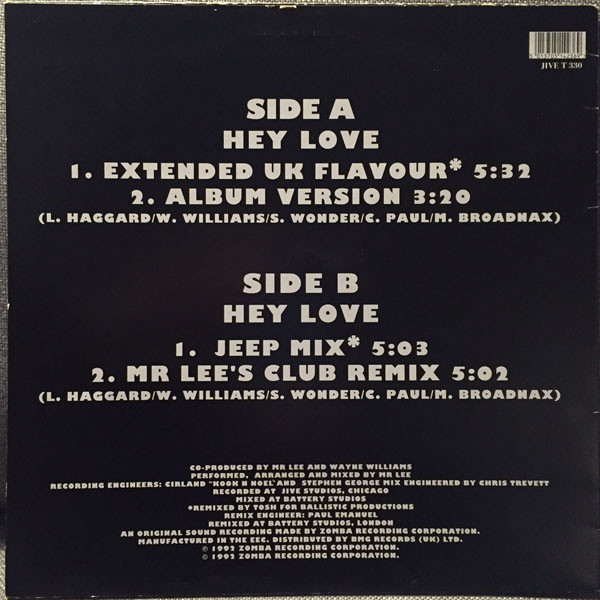 JIVE T 330
SIDE A
HEY LOVE
1. EXTENDED UK FLAVOUR* 5:32
2. ALBUM VERSION 3:20
(L. HAGGARD/W. WILLIAMS/S. WONDER/C. PAUL/M. BROADNAX)
SIDE B
HEY LOVE
1. JEEP MIX* 5:03
2. MR LEE'S CLUB REMIX 5:02
(L. HAGGARD/W. WILLIAMS/S. WONDER/C. PAUL/M. BROADNAX)
CO-PRODUCED BY MR LEE AND WAYNE WILLIAMS
PERFORMED, ARRANGED AND MIXED BY MR LEE
RECORDING ENGINEERS: CIRLAND "KOOK N NOEL" AND STEPHEN GEORGE MIX ENGINEERED BY CHRIS TREVETT
RECORDED AT JIVE STUDIOS, CHICAGO
MIXED AT BATTERY STUDIOS
*REMIXED BY TOSH FOR BALLISTIC PRODUCTIONS
REMIX ENGINEER: PAUL EMANUEL
REMIXED AT BATTERY STUDIOS, LONDON
AN ORIGINAL SOUND RECORDING MADE BY ZOMBA RECORDING CORPORATION.
MANUFACTURED IN THE EEC. DISTRIBUTED BY BMG RECORDS (UK) LTD.
℗ 1992 ZOMBA RECORDING CORPORATION.
© 1992 ZOMBA RECORDING CORPORATION.